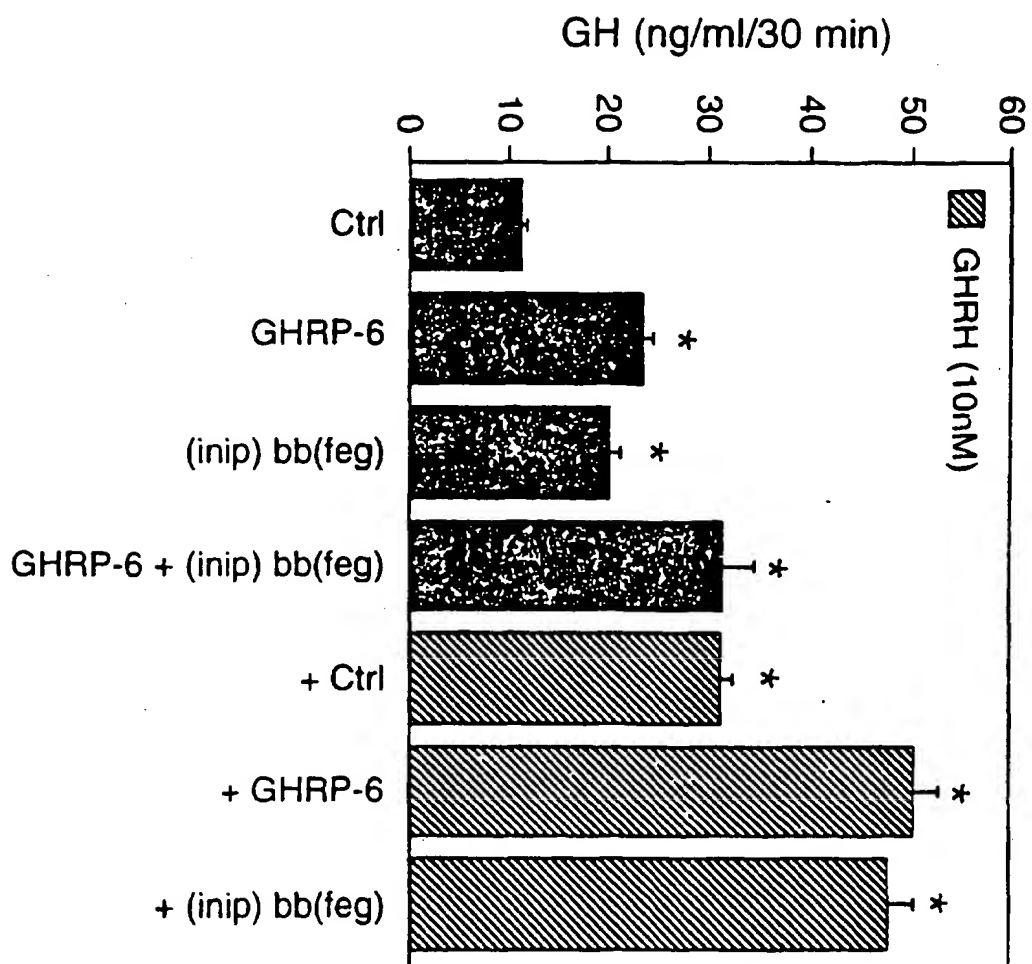 GH (ng/ml/30 min)
0
10
20
30
40
50
60
GHRH (10nM)
Ctrl
*
GHRP-6
*
(inip) bb(feg)
*
GHRP-6 + (inip) bb(feg)
*
+ Ctrl
*
+ GHRP-6
*
+ (inip) bb(feg)